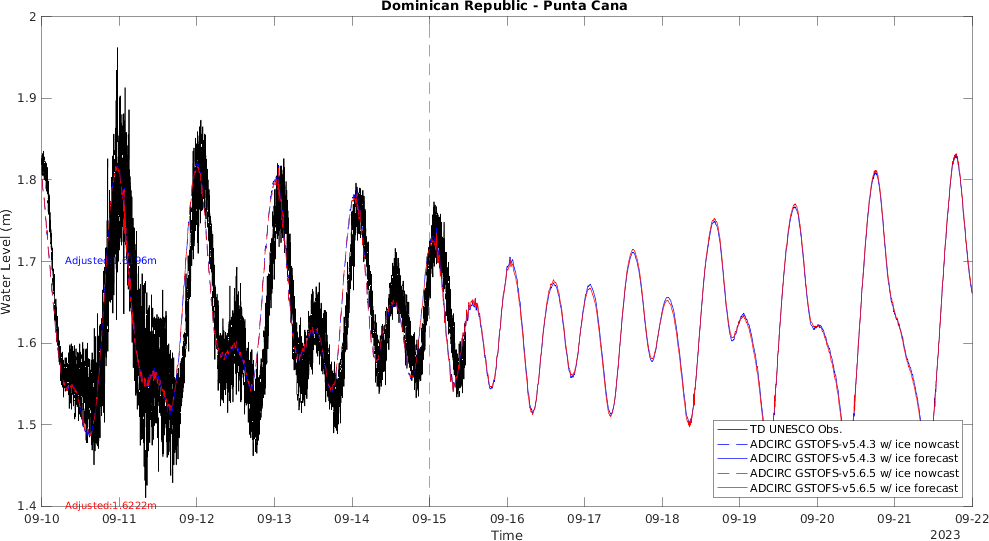 Dominican Republic - Punta Cana
2
1.9
1.8
1.7
1.6
1.5
1.4
Water Level (m)
Adjusted:1.6222m
09-10
09-11
09-12
09-13
09-14
09-15
09-16
09-17
09-18
09-19
09-20
09-21
09-22
Time
2023
TD UNESCO Obs.
ADCIRC GSTOFS-v5.4.3 w/ ice nowcast
ADCIRC GSTOFS-v5.4.3 w/ ice forecast
ADCIRC GSTOFS-v5.6.5 w/ ice nowcast
ADCIRC GSTOFS-v5.6.5 w/ ice forecast